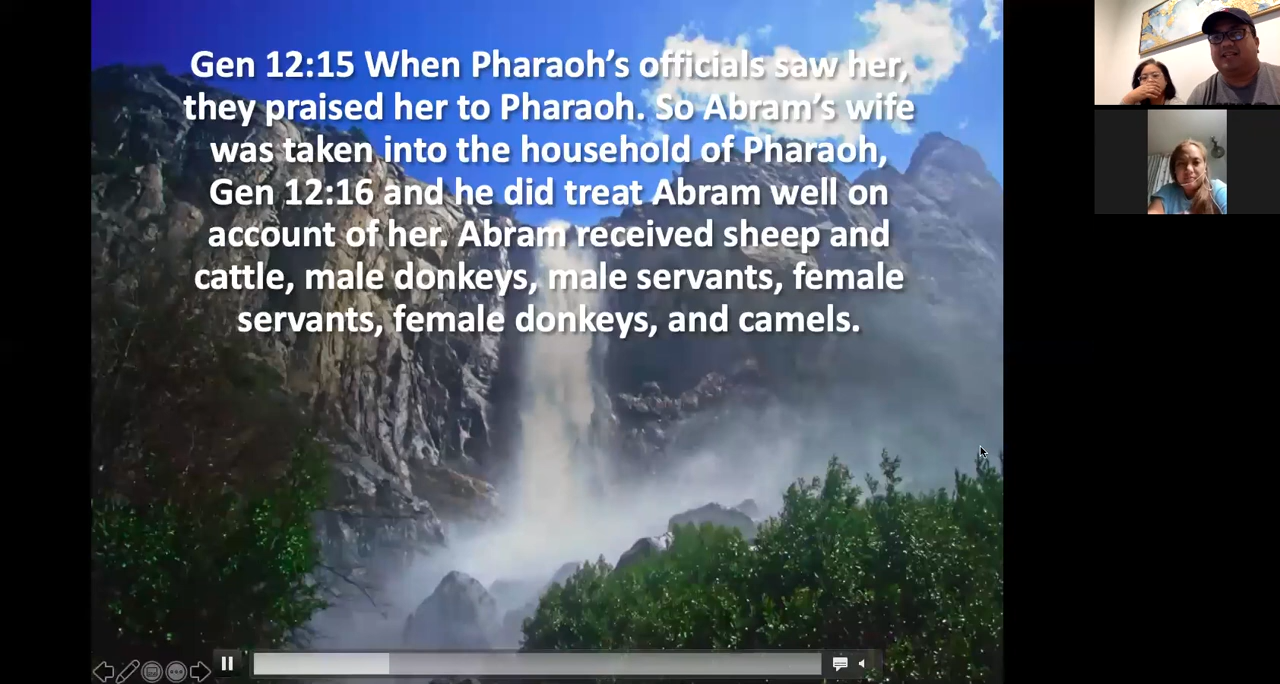 Gen 12:15 When Pharaoh’s officials saw her,
they praised her to Pharaoh. So Abram’s wife
was taken into the household of Pharaoh,
Gen 12:16 and he did treat Abram well on
account of her. Abram received sheep and
cattle, male donkeys, male servants, female
servants, female donkeys, and camels.